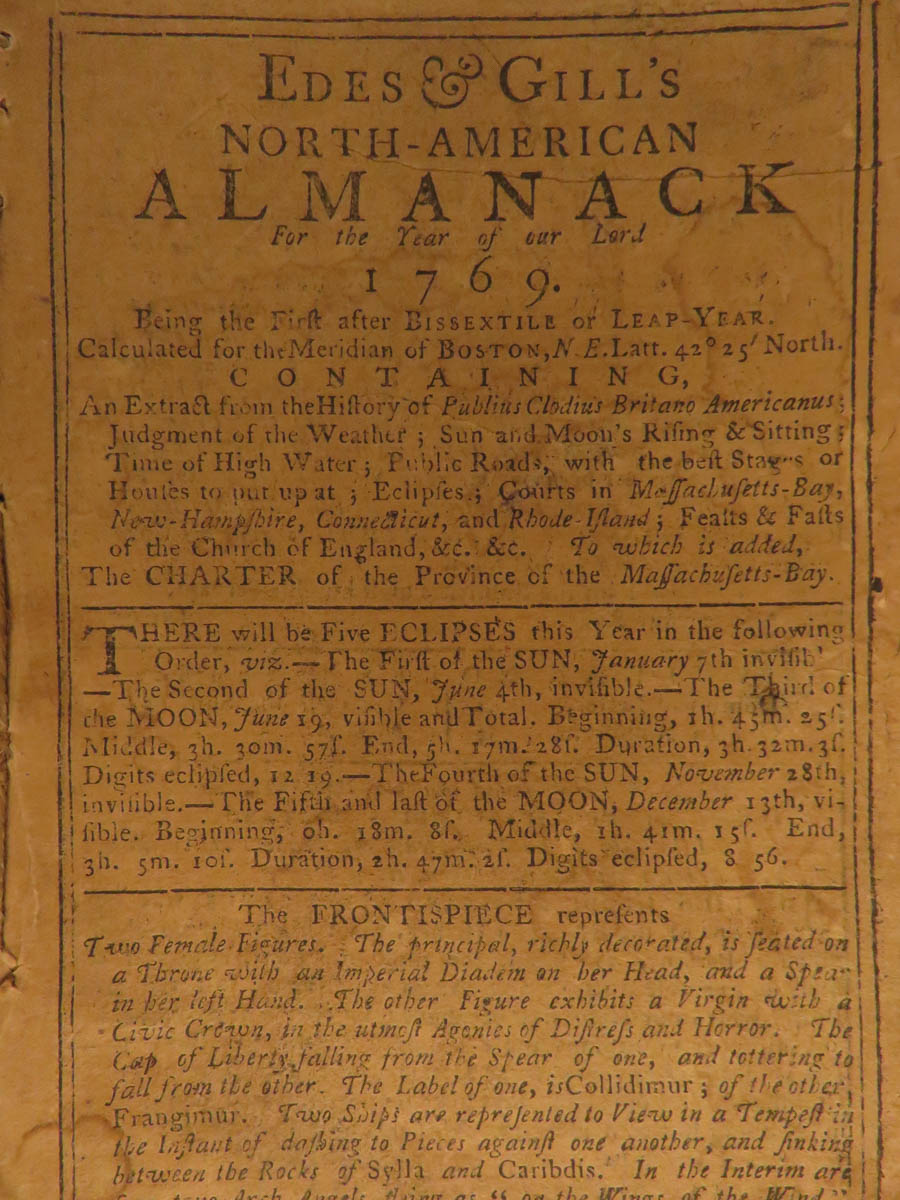 EDES & GILL'S
NORTH-AMERICAN
ALMANACK
For the Year of our Lord
1769.
Being the Firſt after BISSEXTILE or LEAP-YEAR.
Calculated for the Meridian of BOSTON, N. E. Latt. 42° 25′ North.
CONTAINING,
An Extract from the Hiſtory of Publius Clodius Britano Americanus;
Judgment of the Weather; Sun and Moon's Riſing & Sitting;
Time of High Water; Public Roads, with the beſt Stages or
Houſes to put up at; Eclipſes; Courts in Maſſachuſetts-Bay,
New-Hampſhire, Connecticut, and Rhode-Iſland; Feaſts & Faſts
of the Church of England, &c. &c. To which is added,
The CHARTER of the Province of the Maſſachuſetts-Bay.
THERE will be Five ECLIPSES this Year in the following
Order, viz.—The Firſt of the SUN, January 7th inviſib'
—The Second of the SUN, June 4th, inviſible.—The Third of
the MOON, June 19, viſible and Total. Beginning, 1h. 45m. 25ſ.
Middle, 3h. 30m. 57ſ. End, 5h. 17m. 28ſ. Duration, 3h. 32m. 3ſ.
Digits eclipſed, 12 19.—The Fourth of the SUN, November 28th,
inviſible.—The Fifth and laſt of the MOON, December 13th, vi-
ſible. Beginning, 0h. 18m. 8ſ. Middle, 1h. 41m. 15ſ. End,
3h. 5m. 10ſ. Duration, 2h. 47m. 2ſ. Digits eclipſed, 8 56.
The FRONTISPIECE repreſents
Two Female Figures. The principal, richly decorated, is ſeated on
a Throne with an Imperial Diadem on her Head, and a Spear
in her left Hand. The other Figure exhibits a Virgin with a
Civic Crown, in the utmoſt Agonies of Diſtreſs and Horror. The
Cap of Liberty falling from the Spear of one, and tottering to
fall from the other. The Label of one, is Collidimur; of the other,
Frangimur. Two Ships are repreſented to View in a Tempeſt in
the Inſtant of daſhing to Pieces againſt one another, and ſinking
between the Rocks of Sylla and Caribdis. In the Interim are
two Arch Angels flying as "on the Wings of the Wind